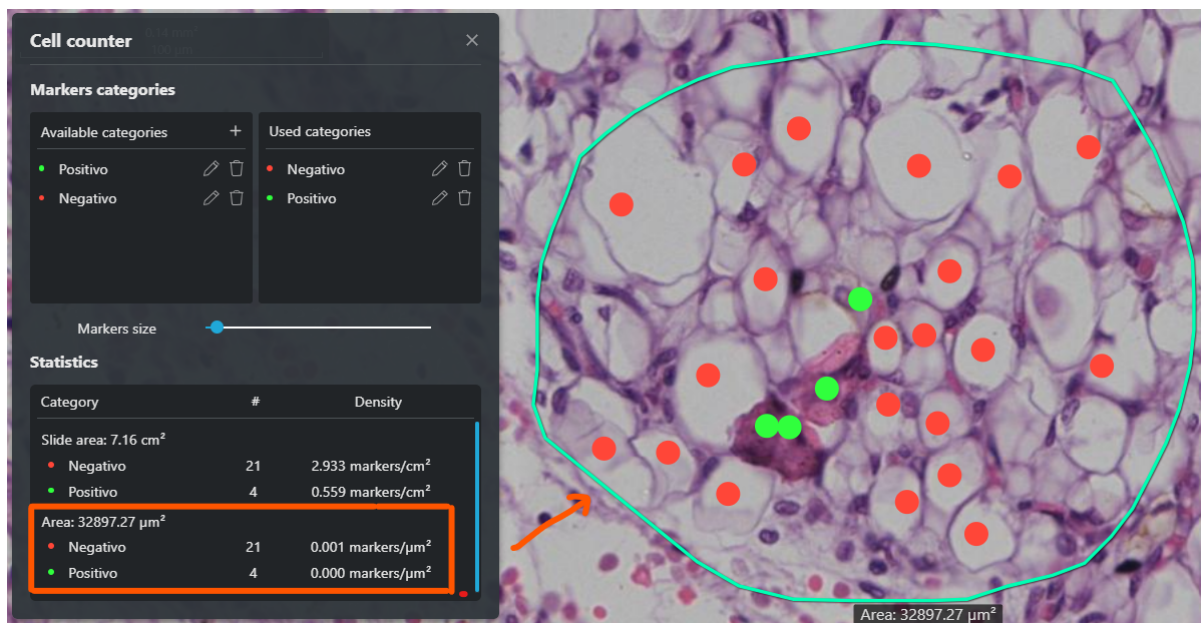 Cell counter
Markers categories
Available categories +
Positivo
Negativo
Used categories
Negativo
Positivo
Markers size
Statistics
Category # Density
Slide area: 7.16 cm²
Negativo 21 2.933 markers/cm²
Positivo 4 0.559 markers/cm²
Area: 32897.27 μm²
Negativo 21 0.001 markers/μm²
Positivo 4 0.000 markers/μm²
Area: 32897.27 μm²